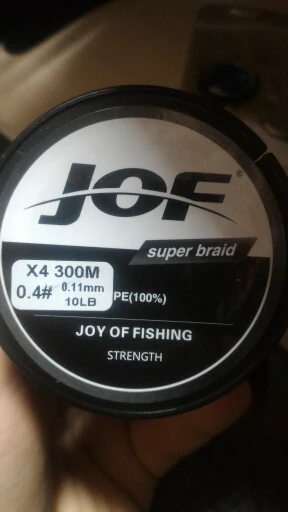 JOF®
super braid
X4 300M
0.4# 0.11mm
10LB
PE(100%)
JOY OF FISHING
STRENGTH